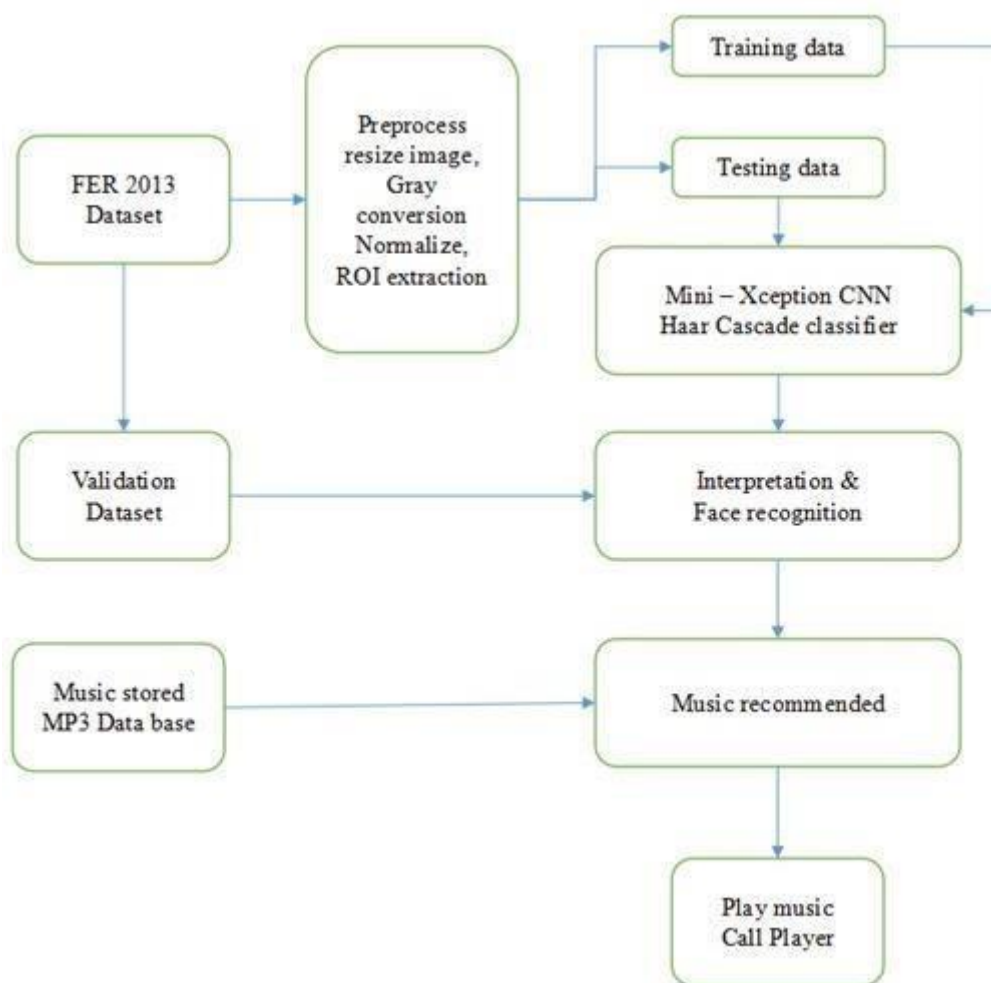 Training data
Preprocess
resize image,
Gray
conversion
Normalize,
ROI extraction
FER 2013
Dataset
Testing data
Mini – Xception CNN
Haar Cascade classifier
Validation
Dataset
Interpretation &
Face recognition
Music stored
MP3 Data base
Music recommended
Play music
Call Player